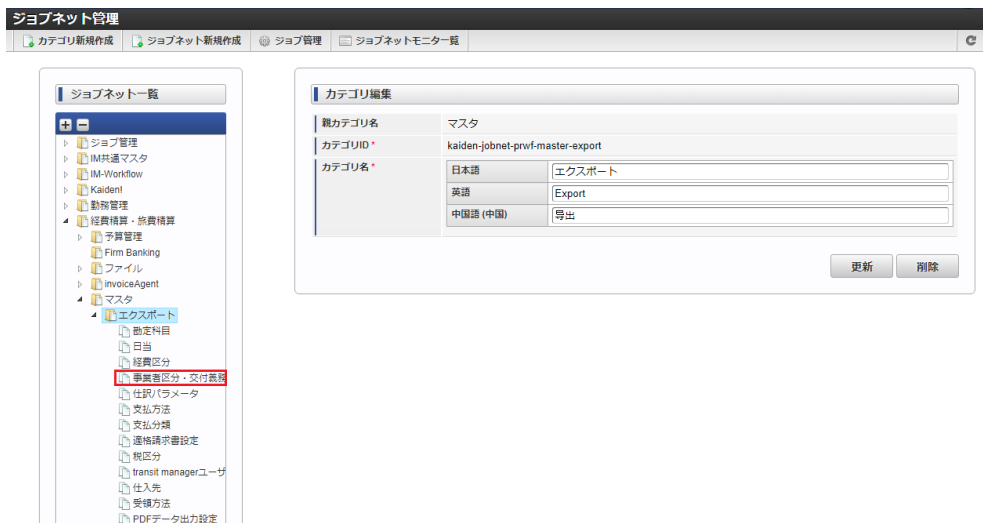 ジョブネット管理
カテゴリ新規作成 ジョブネット新規作成 ジョブ管理 ジョブネットモニター覧
ジョブネット一覧
ジョブ管理
IM共通マスタ
IM-Workflow
Kaiden!
勤務管理
経費精算・旅費精算
予算管理
Firm Banking
ファイル
invoiceAgent
マスタ
エクスポート
勘定科目
日当
経費区分
事業者区分・交付義務
仕訳パラメータ
支払方法
支払分類
適格請求書設定
税区分
transit managerユーザ
仕入先
受領方法
PDFデータ出力設定
カテゴリ編集
親カテゴリ名 マスタ
カテゴリID * kaiden-jobnet-prwf-master-export
カテゴリ名 * 日本語 エクスポート
英語 Export
中国語 (中国) 导出
更新 削除